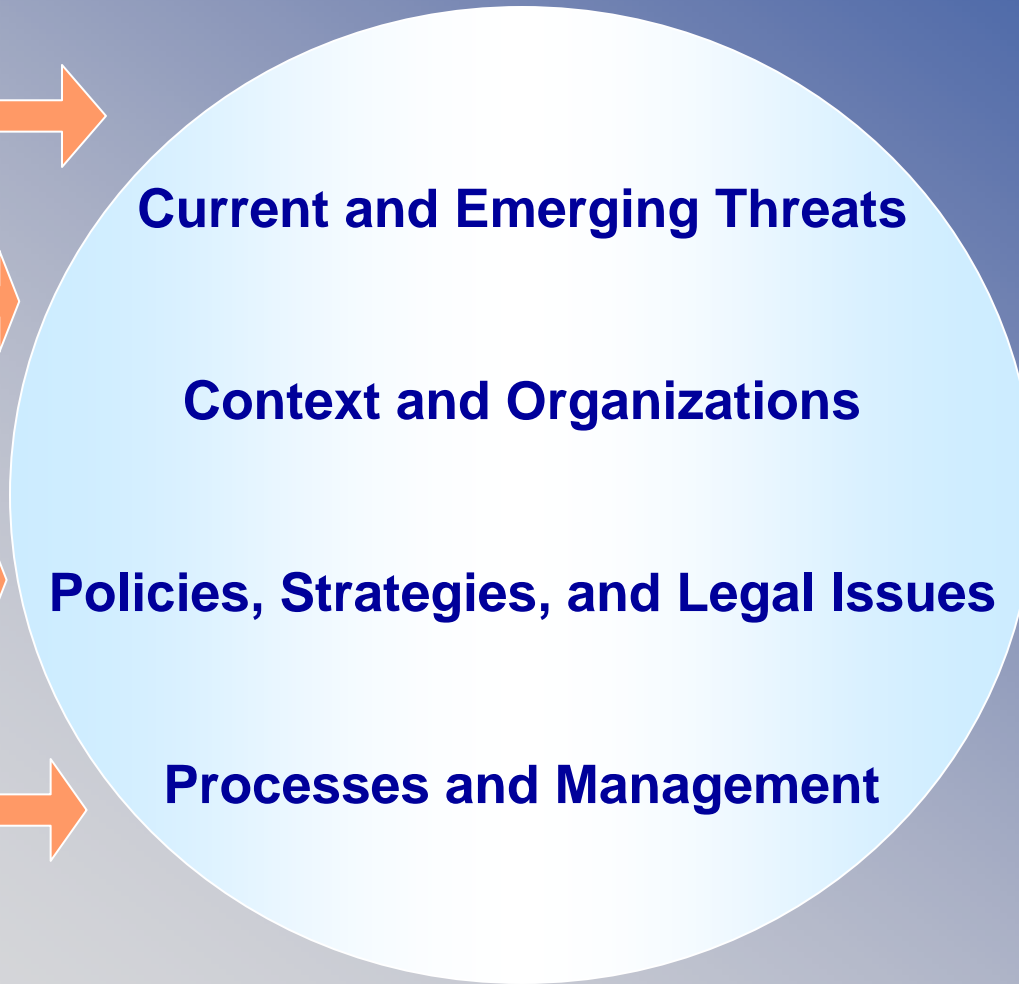 Current and Emerging Threats
Context and Organizations
Policies, Strategies, and Legal Issues
Processes and Management